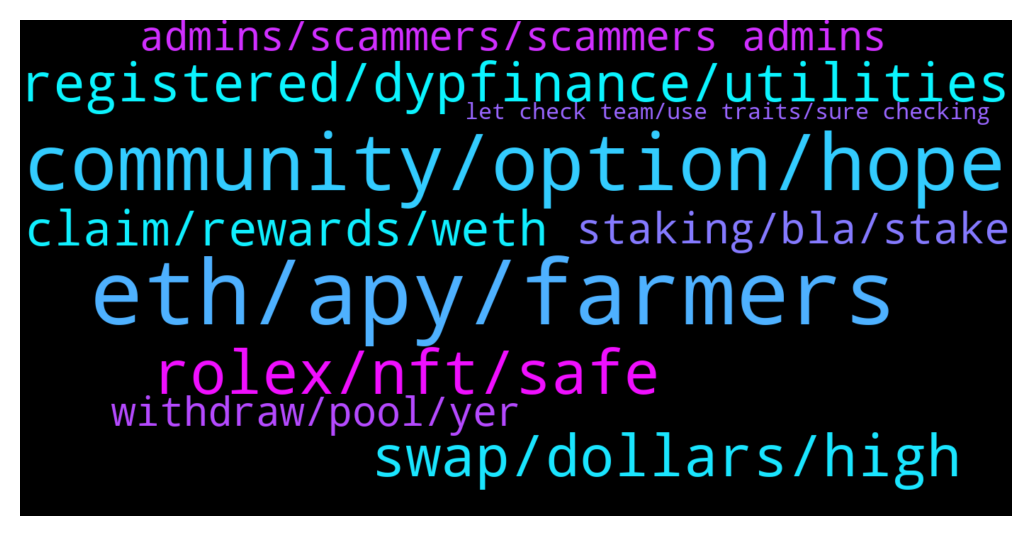 admins/scammers/scammers admins
registered/dypfinance/utilities
let check team/use traits/sure checking
community/option/hope
claim/rewards/weth
staking/bla/stake
eth/apy/farmers
rolex/nft/safe
withdraw/pool/yer
swap/dollars/high